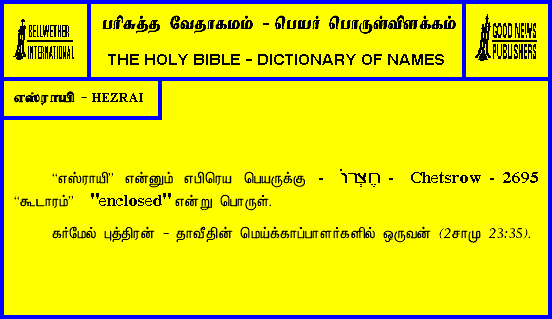 BELLWETHER
INTERNATIONAL
பரிசுத்த வேதாகமம் - பெயர் பொருள்விளக்கம்
THE HOLY BIBLE - DICTIONARY OF NAMES
GOOD NEWS
PUBLISHERS
எஸ்ராயி - HEZRAI
“எஸ்ராயி” என்னும் எபிரெய பெயருக்கு - חֶצְרוֹ - Chetsrow - 2695
“கூடாரம்” "enclosed" என்று பொருள்.
கர்மேல் புத்திரன் - தாவீதின் மெய்க்காப்பாளர்களில் ஒருவன் (2சாமு 23:35).